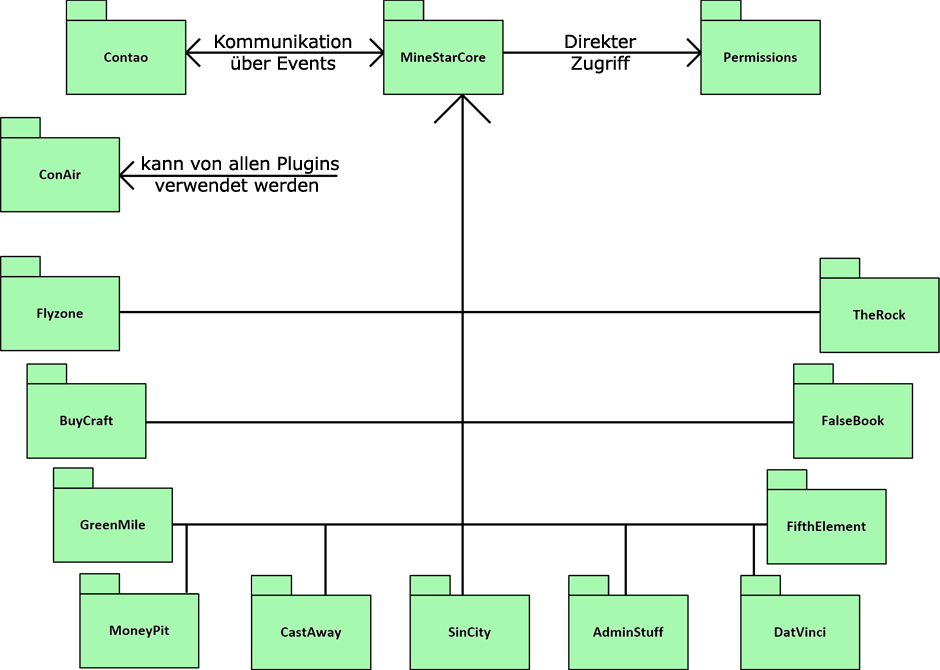 Contao
Kommunikation
über Events
MineStarCore
Direkter
Zugriff
Permissions
ConAir
kann von allen Plugins
verwendet werden
Flyzone
TheRock
BuyCraft
FalseBook
GreenMile
FifthElement
MoneyPit
CastAway
SinCity
AdminStuff
DatVinci